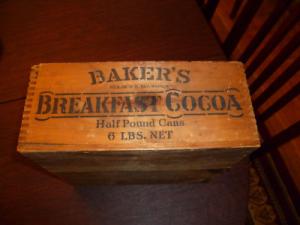 BAKER'S
BREAKFAST COCOA
Half Pound Cans
6 LBS. NET